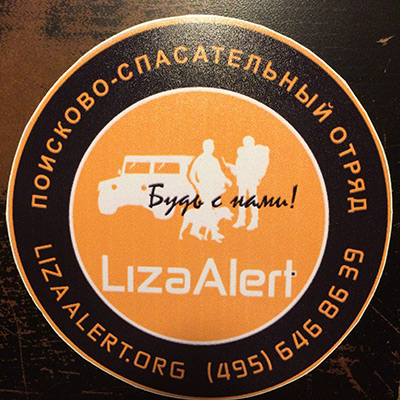 ПОИСКОВО-СПАСАТЕЛЬНЫЙ ОТРЯД
Будь с нами!
LizaAlert
LIZAALERT.ORG (495) 646 86 39